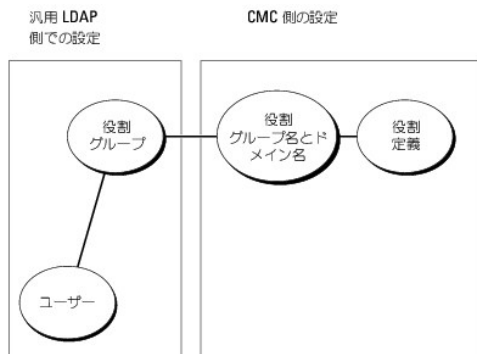 汎用 LDAP
側での設定
CMC 側の設定
役割
グループ
役割
グループ名とド
メイン名
役割
定義
ユーザー